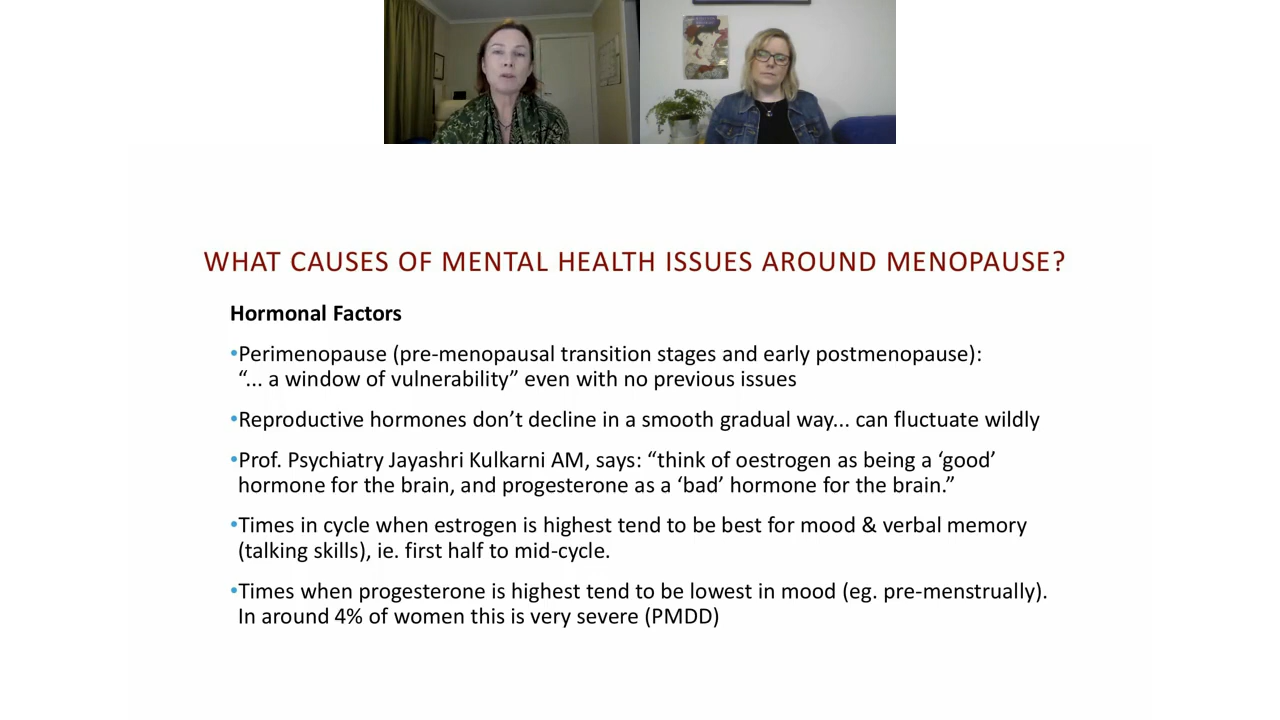 WHAT CAUSES OF MENTAL HEALTH ISSUES AROUND MENOPAUSE?
Hormonal Factors
•Perimenopause (pre-menopausal transition stages and early postmenopause):
“... a window of vulnerability” even with no previous issues
•Reproductive hormones don’t decline in a smooth gradual way... can fluctuate wildly
•Prof. Psychiatry Jayashri Kulkarni AM, says: “think of oestrogen as being a ‘good’
hormone for the brain, and progesterone as a ‘bad’ hormone for the brain.”
•Times in cycle when estrogen is highest tend to be best for mood & verbal memory
(talking skills), ie. first half to mid-cycle.
•Times when progesterone is highest tend to be lowest in mood (eg. pre-menstrually).
In around 4% of women this is very severe (PMDD)